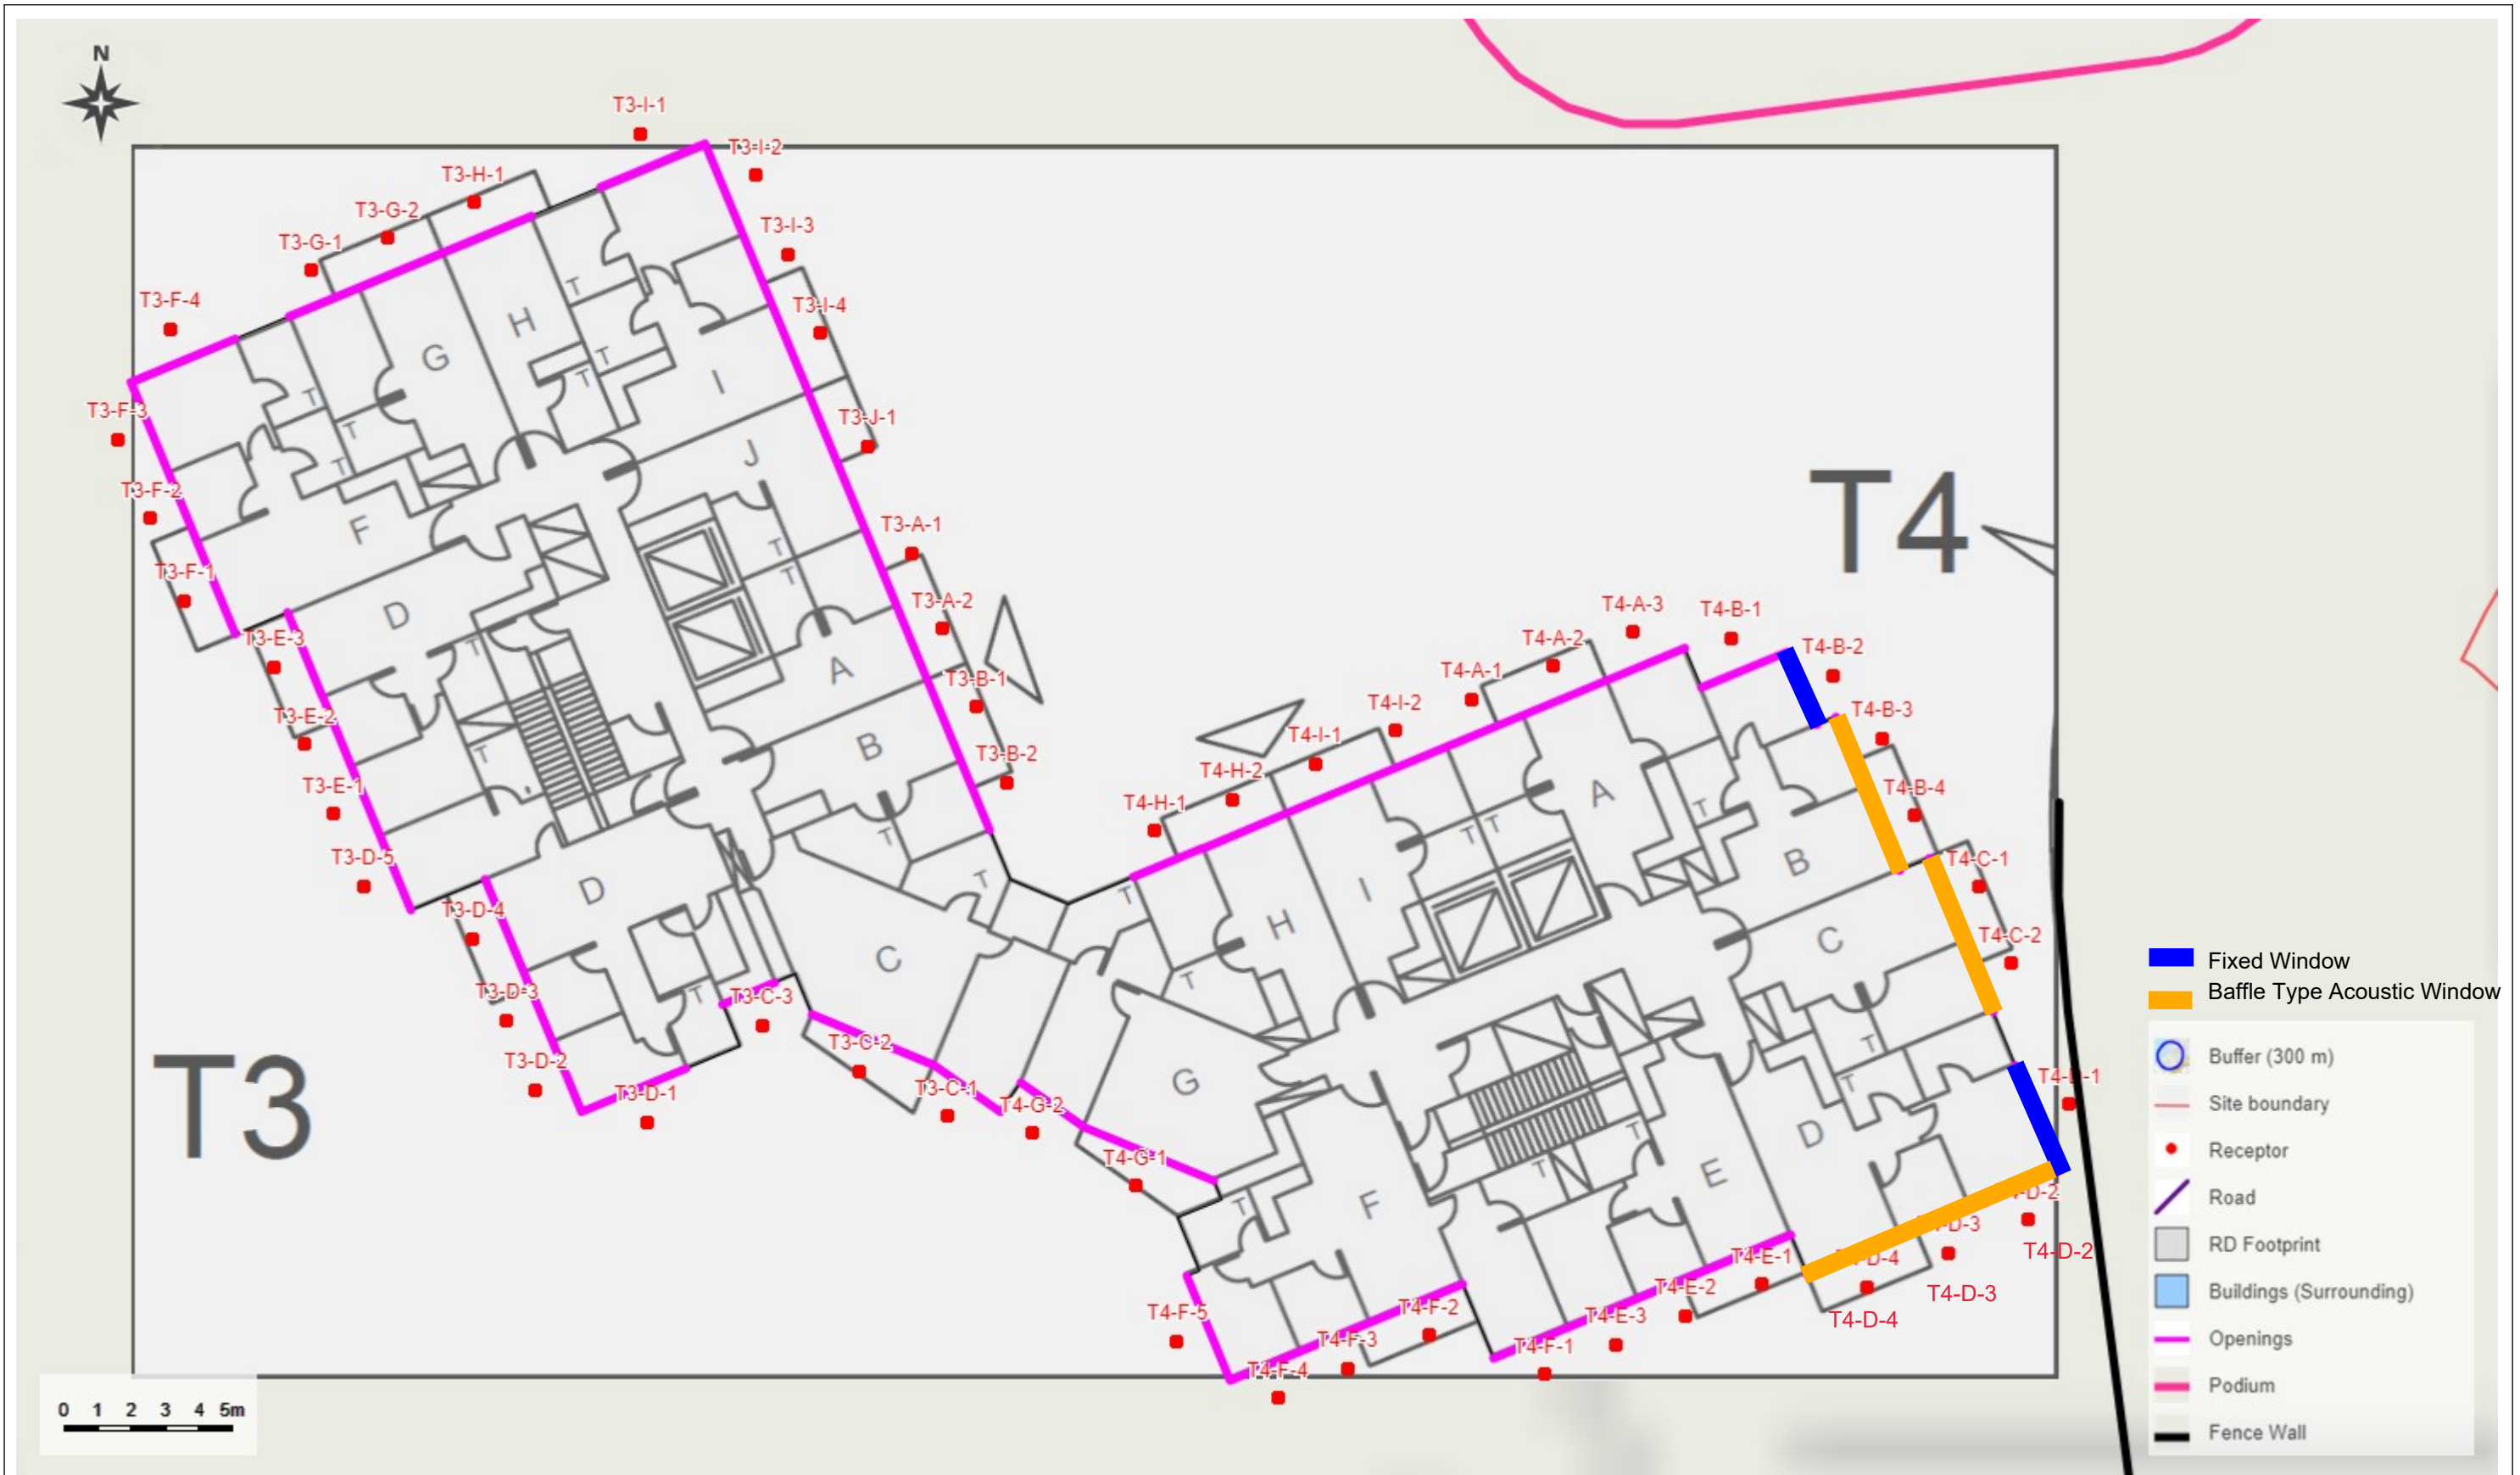 N
T3-I-1
T3-I-2
T3-H-1
T3-G-2
T3-I-3
T3-G-1
T3-F-4
T3-I-4
H
G
I
T
T
T
T
T3-F-3
T3-J-1
T
J
T
T3-F-2
F
T3-A-1
T4
T
T
T3-F-1
T3-A-2
D
T4-A-3
T4-B-1
T3-E-3
T4-A-2
T4-B-2
T
A
T4-A-1
T3-B-1
T4-I-2
T4-B-3
T3-E-2
T4-I-1
B
T
T3-B-2
T4-H-2
T3-E-1
T4-B-4
A
T4-H-1
T
T
T
T
B
T3-D-5
T4-C-1
T
D
T
I
T3-D-4
H
T4-C-2
C
C
Fixed Window
T3-D-3
T
T3-C-3
T
Baffle Type Acoustic Window
T3-C-2
T
T3-D-2
Buffer (300 m)
T4-D-1
G
T
T3-D-1
T3-C-1
T4-G-2
Site boundary
T3
T
D
T4-G-1
T
E
Receptor
F
T
-D-2
Road
-D-3
T4-D-2
RD Footprint
T4-E-1
D-4
T4-E-2
T4-D-3
Buildings (Surrounding)
T4-F-5
T4-F-2
T4-E-3
T4-D-4
T4-F-3
T4-F-1
Openings
T4-F-4
Podium
0 1 2 3 4 5m
Fence Wall